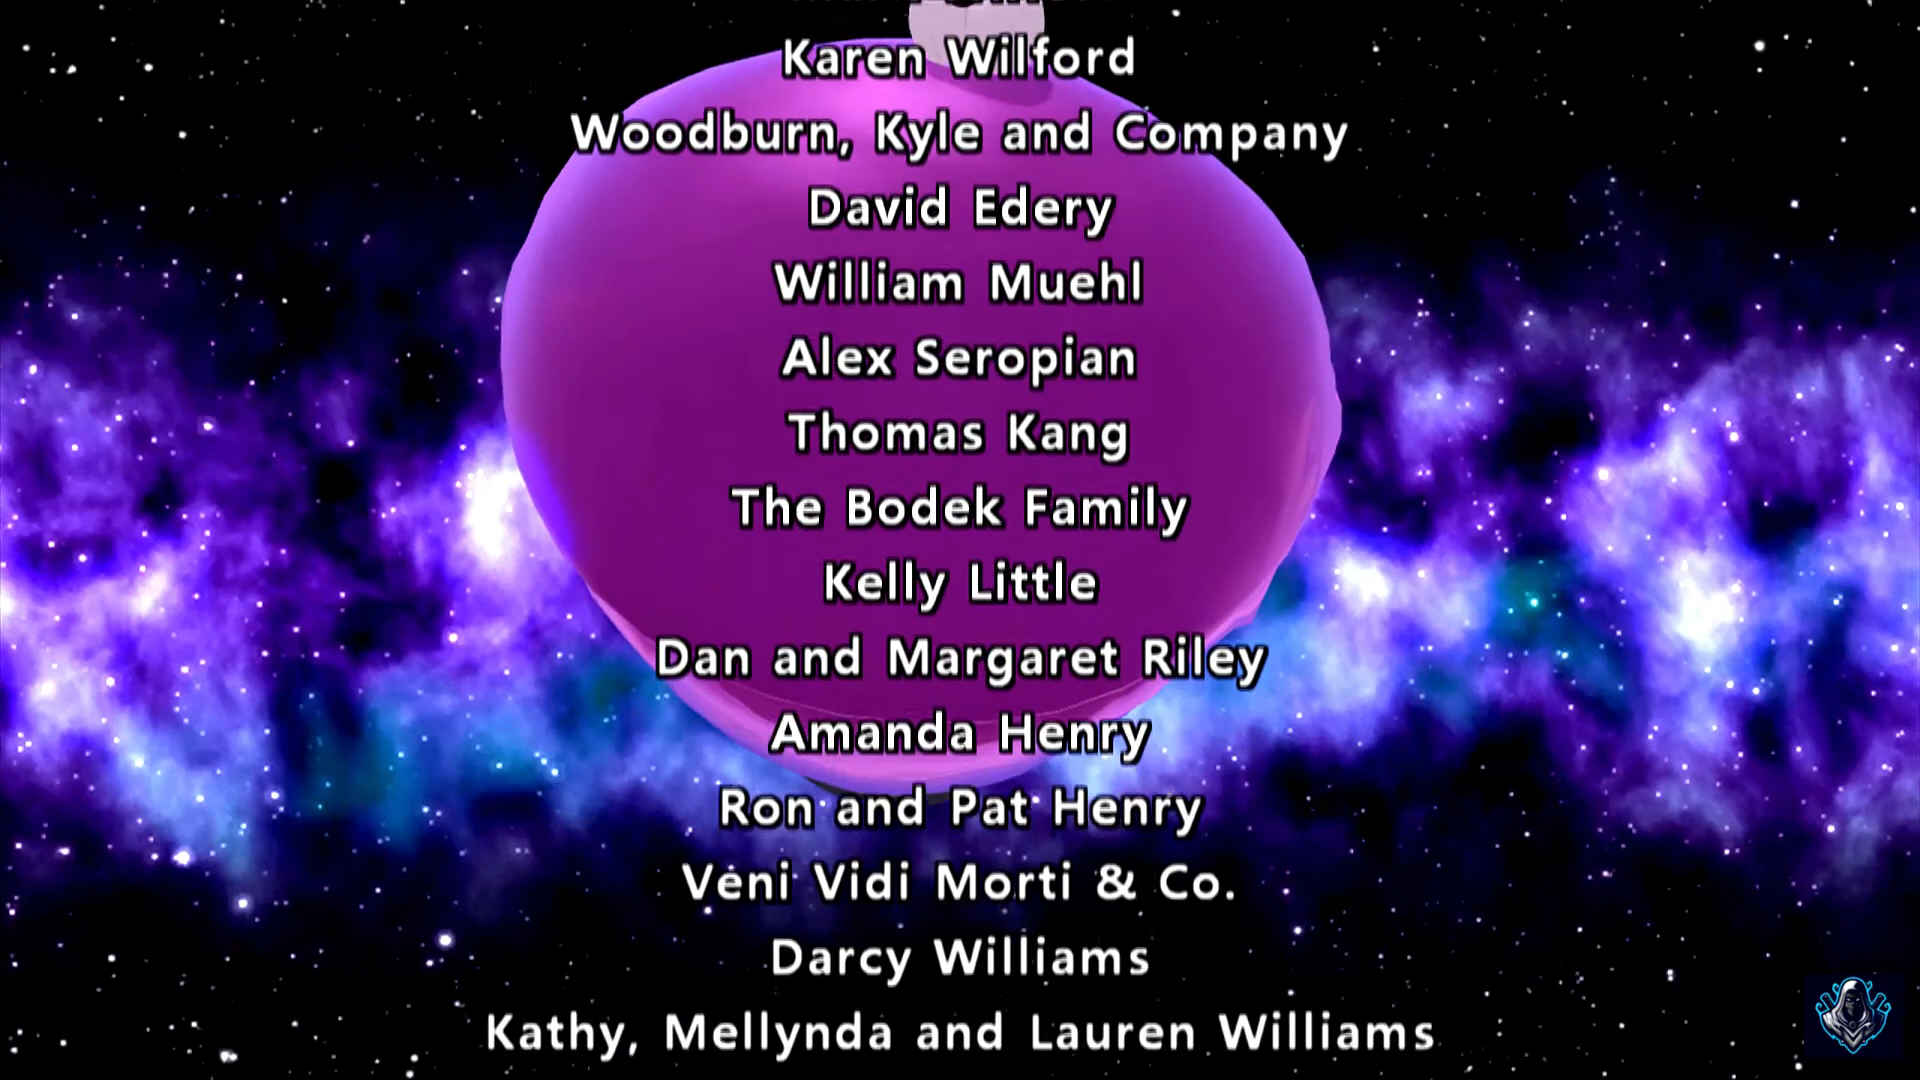 Karen Wilford
Woodburn, Kyle and Company
David Edery
William Muehl
Alex Seropian
Thomas Kang
The Bodek Family
Kelly Little
Dan and Margaret Riley
Amanda Henry
Ron and Pat Henry
Veni Vidi Morti & Co.
Darcy Williams
Kathy, Mellynda and Lauren Williams